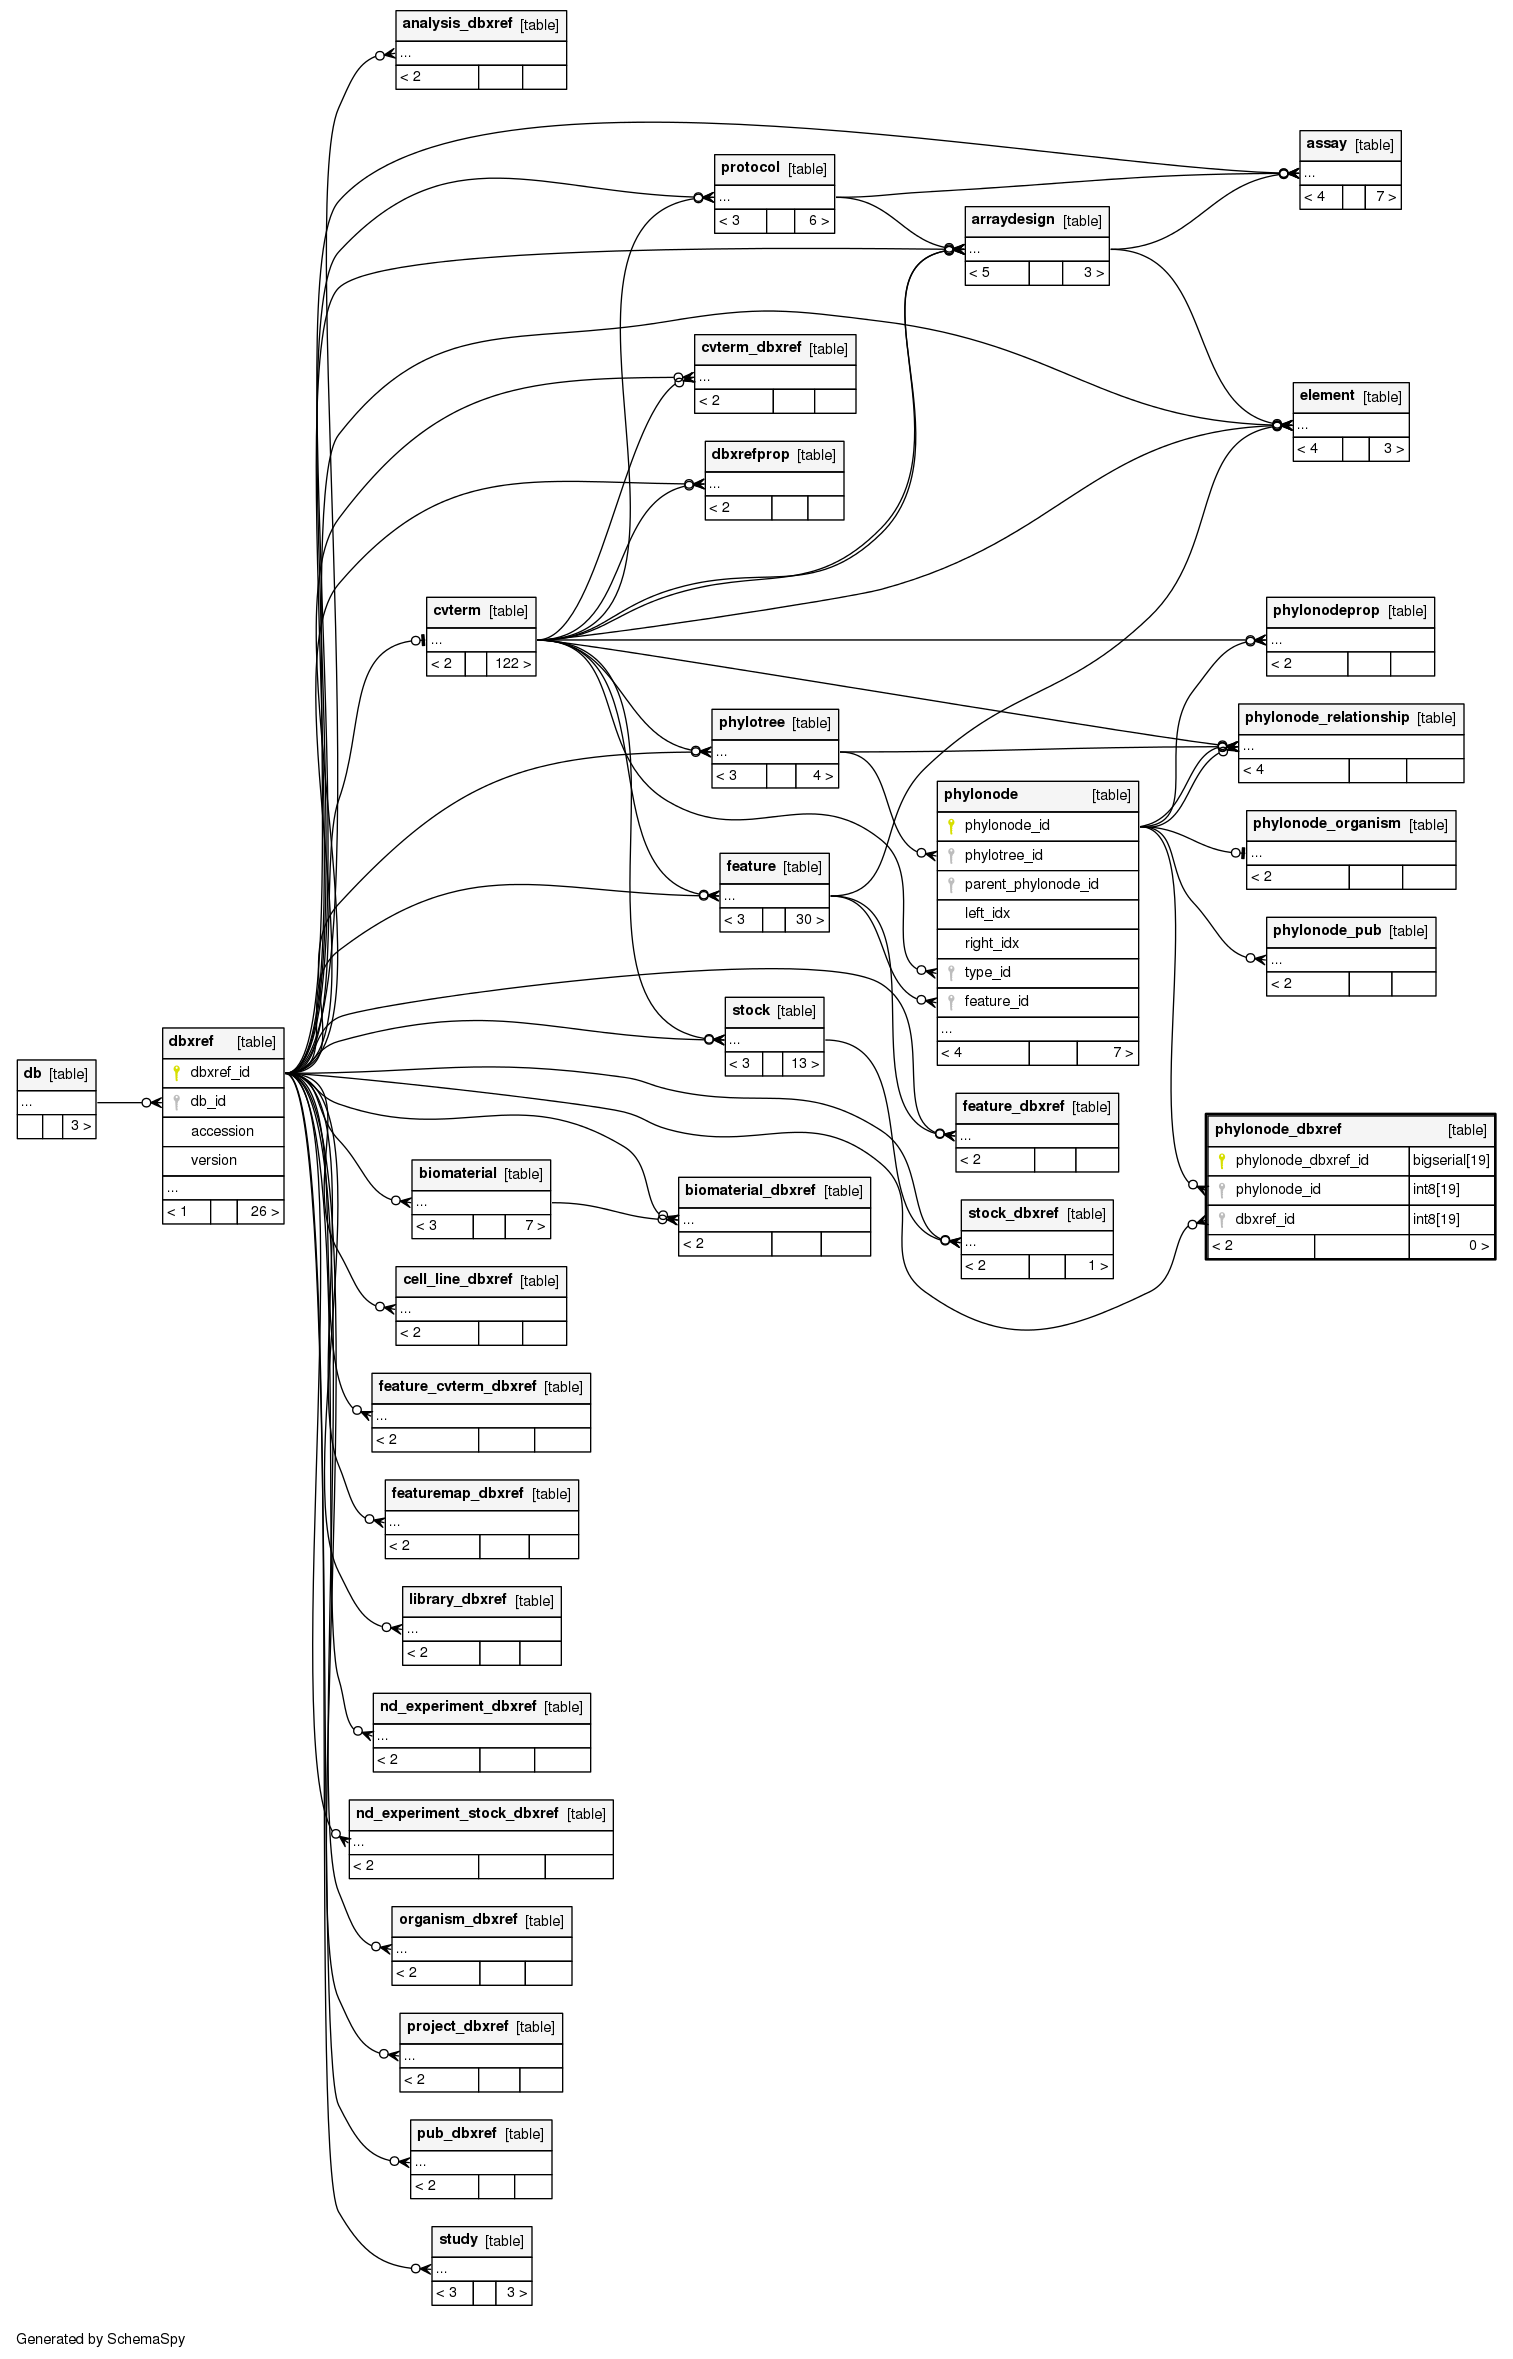 analysis_dbxref [table]
...
< 2
assay [table]
...
< 4 7 >
protocol [table]
...
< 3 6 >
arraydesign [table]
...
< 5 3 >
cvterm_dbxref [table]
...
< 2
element [table]
...
< 4 3 >
dbxrefprop [table]
...
< 2
cvterm [table]
...
< 2 122 >
phylonodeprop [table]
...
< 2
phylotree [table]
...
< 3 4 >
phylonode_relationship [table]
...
< 4
phylonode [table]
phylonode_id
phylotree_id
parent_phylonode_id
left_idx
right_idx
type_id
feature_id
...
< 4 7 >
phylonode_organism [table]
...
< 2
feature [table]
...
< 3 30 >
phylonode_pub [table]
...
< 2
stock [table]
...
< 3 13 >
db [table]
...
3 >
dbxref [table]
dbxref_id
db_id
accession
version
...
< 1 26 >
feature_dbxref [table]
...
< 2
phylonode_dbxref [table]
phylonode_dbxref_id bigserial[19]
phylonode_id int8[19]
dbxref_id int8[19]
< 2 0 >
biomaterial [table]
...
< 3 7 >
biomaterial_dbxref [table]
...
< 2
stock_dbxref [table]
...
< 2 1 >
cell_line_dbxref [table]
...
< 2
feature_cvterm_dbxref [table]
...
< 2
featuremap_dbxref [table]
...
< 2
library_dbxref [table]
...
< 2
nd_experiment_dbxref [table]
...
< 2
nd_experiment_stock_dbxref [table]
...
< 2
organism_dbxref [table]
...
< 2
project_dbxref [table]
...
< 2
pub_dbxref [table]
...
< 2
study [table]
...
< 3 3 >
Generated by SchemaSpy